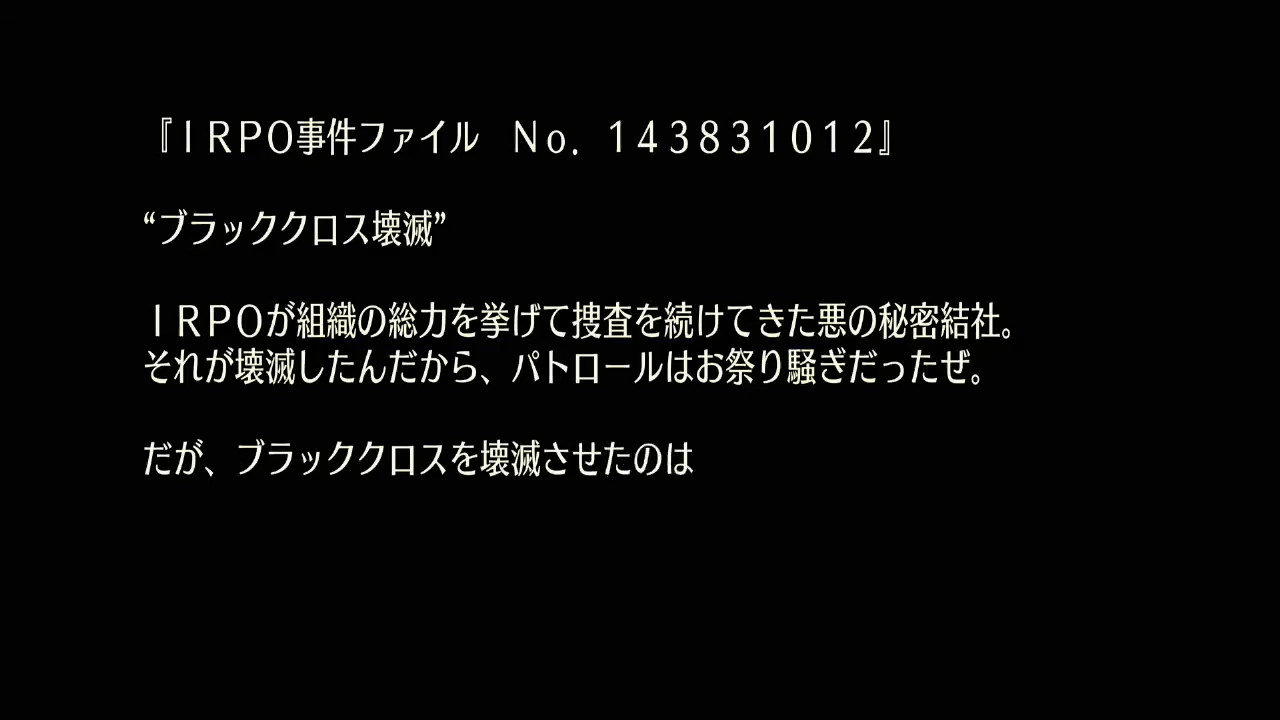 『ＩＲＰＯ事件ファイル　Ｎｏ．１４３８３１０１２』
“ブラッククロス壊滅”
ＩＲＰＯが組織の総力を挙げて捜査を続けてきた悪の秘密結社。
それが壊滅したんだから、パトロールはお祭り騒ぎだったぜ。
だが、ブラッククロスを壊滅させたのは